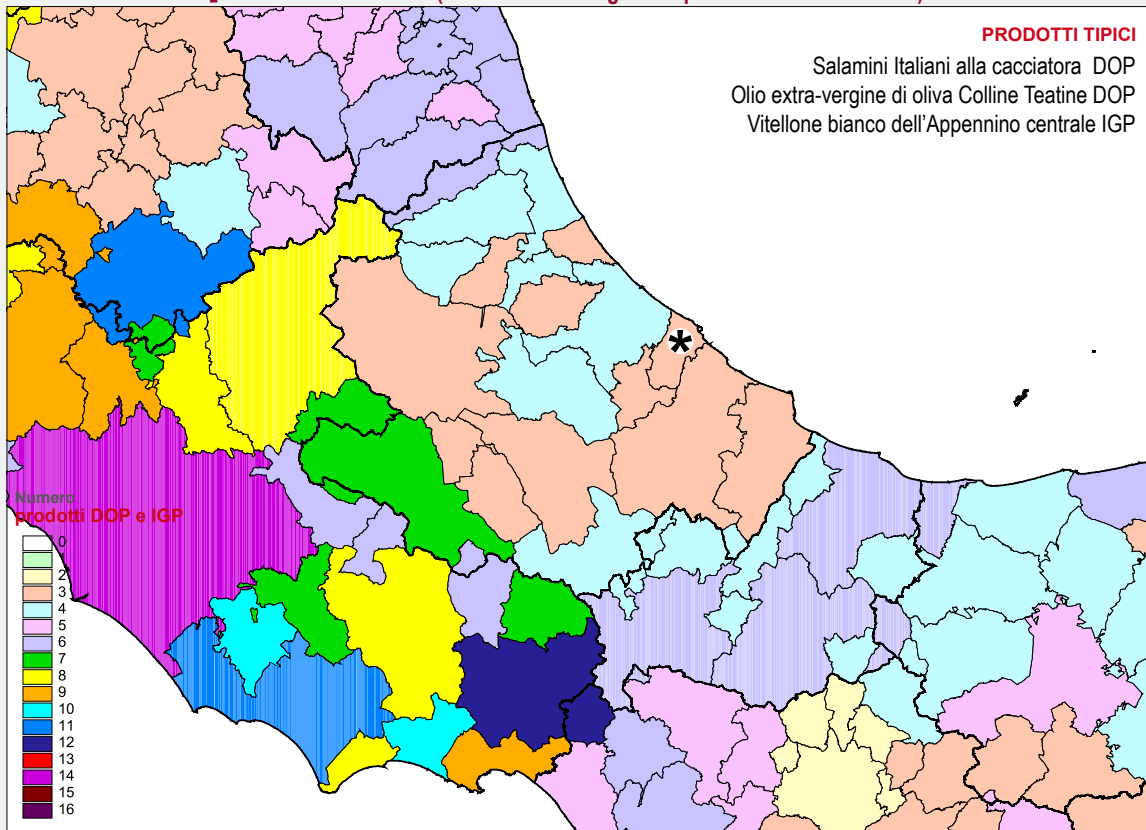 PRODOTTI TIPICI
Salamini Italiani alla cacciatora DOP
Olio extra-vergine di oliva Colline Teatine DOP
Vitellone bianco dell'Appennino centrale IGP
*
Numero
prodotti DOP e IGP
0
2
3
4
5
6
7
8
9
10
11
12
13
14
15
16